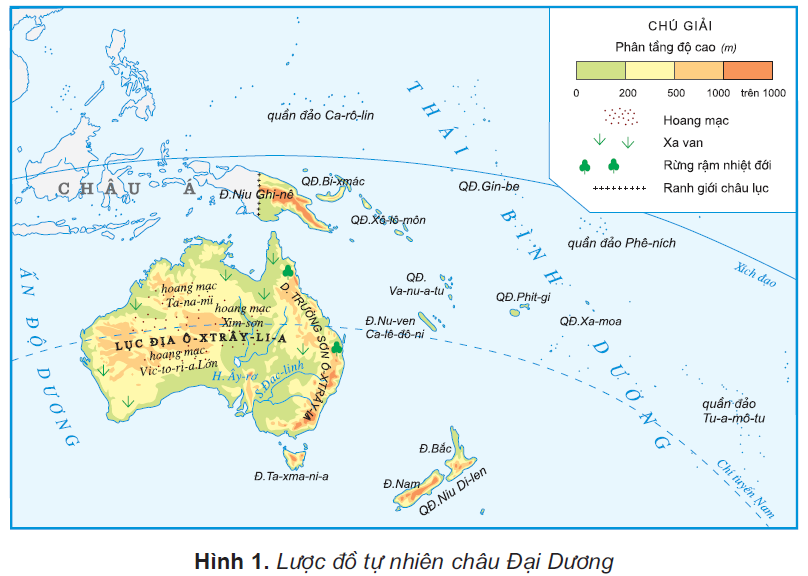 CHÚ GIẢI
Phân tầng độ cao (m)
0 200 500 1000 trên 1000
Hoang mạc
Xa van
Rừng rậm nhiệt đới
Ranh giới châu lục
THÁI
BÌNH
DƯƠNG
quần đảo Ca-rô-lin
CHÂU Á
Đ.Niu Ghi-nê
QĐ.Bi-xmác
QĐ.Gin-be
QĐ.Xô-lô-môn
quần đảo Phê-ních
Xích đạo
ẤN ĐỘ DƯƠNG
QĐ.
Va-nu-a-tu
QĐ.Phit-gi
QĐ.Xa-moa
Đ.Nu-ven
Ca-lê-đô-ni
hoang mạc
Ta-na-mi
hoang mạc
Xim-sơn
LỤC ĐỊA Ô-XTRÂY-LI-A
hoang mạc
Vic-to-ri-a Lớn
D. TRƯỜNG SƠN Ô-XTRÂY-LIA
H. Ây-rơ
S.Đac-linh
quần đảo
Tu-a-mô-tu
Đ.Ta-xma-ni-a
Đ.Bắc
Đ.Nam
QĐ.Niu Di-len
Chí tuyến Nam
Hình 1. Lược đồ tự nhiên châu Đại Dương